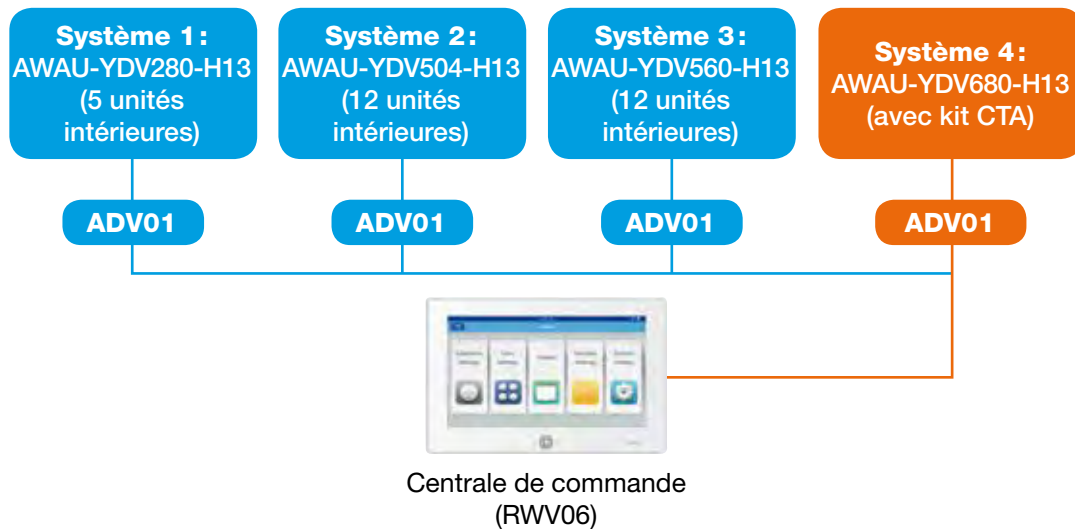 Système 1 :
AWAU-YDV280-H13
(5 unités
intérieures)
Système 2 :
AWAU-YDV504-H13
(12 unités
intérieures)
Système 3 :
AWAU-YDV560-H13
(12 unités
intérieures)
Système 4 :
AWAU-YDV680-H13
(avec kit CTA)
ADV01
ADV01
ADV01
ADV01
Centrale de commande
(RWV06)